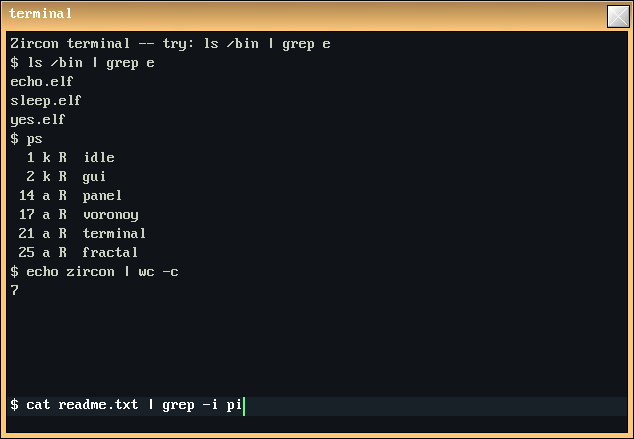 terminal
Zircon terminal -- try: ls /bin | grep e
$ ls /bin | grep e
echo.elf
sleep.elf
yes.elf
$ ps
  1 k R  idle
  2 k R  gui
 14 a R  panel
 17 a R  voronoy
 21 a R  terminal
 25 a R  fractal
$ echo zircon | wc -c
7
$ cat readme.txt | grep -i pi